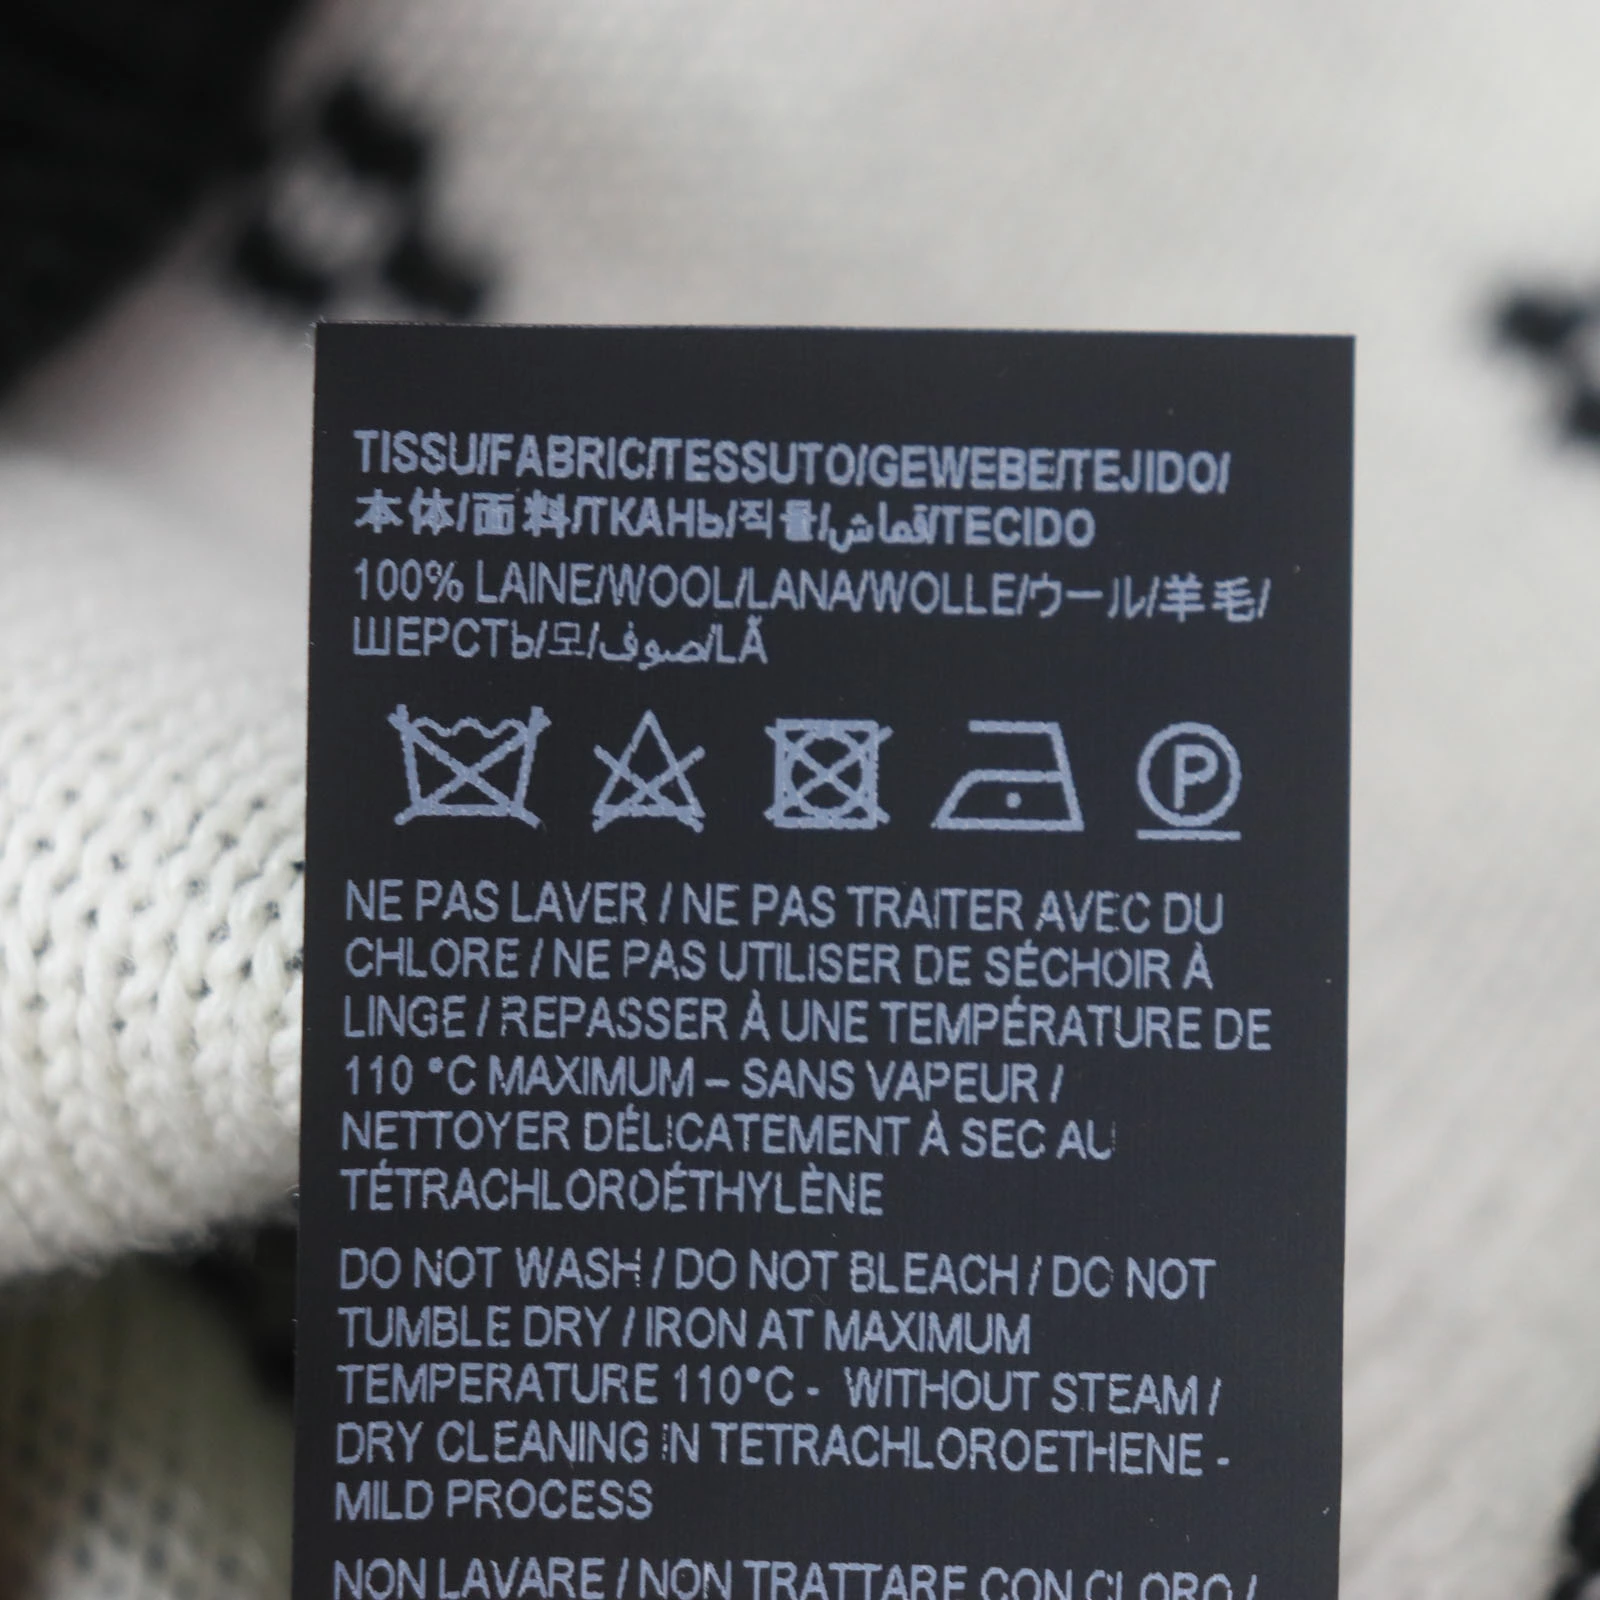 TISSU/FABRIC/TESSUTO/GEWEBE/TEJIDO/
本体/面料/ТКАНЬ/직물/قماش/TECIDO
100% LAINE/WOOL/LANA/WOLLE/ウール/羊毛/
ШЕРСТЬ/모/صوف/LÃ
P
NE PAS LAVER / NE PAS TRAITER AVEC DU
CHLORE / NE PAS UTILISER DE SÉCHOIR À
LINGE / REPASSER À UNE TEMPÉRATURE DE
110 °C MAXIMUM – SANS VAPEUR /
NETTOYER DÉLICATEMENT À SEC AU
TÉTRACHLOROÉTHYLÈNE
DO NOT WASH / DO NOT BLEACH / DO NOT
TUMBLE DRY / IRON AT MAXIMUM
TEMPERATURE 110°C - WITHOUT STEAM /
DRY CLEANING IN TETRACHLOROETHENE -
MILD PROCESS
NON LAVARE / NON TRATTARE CON CLORO /